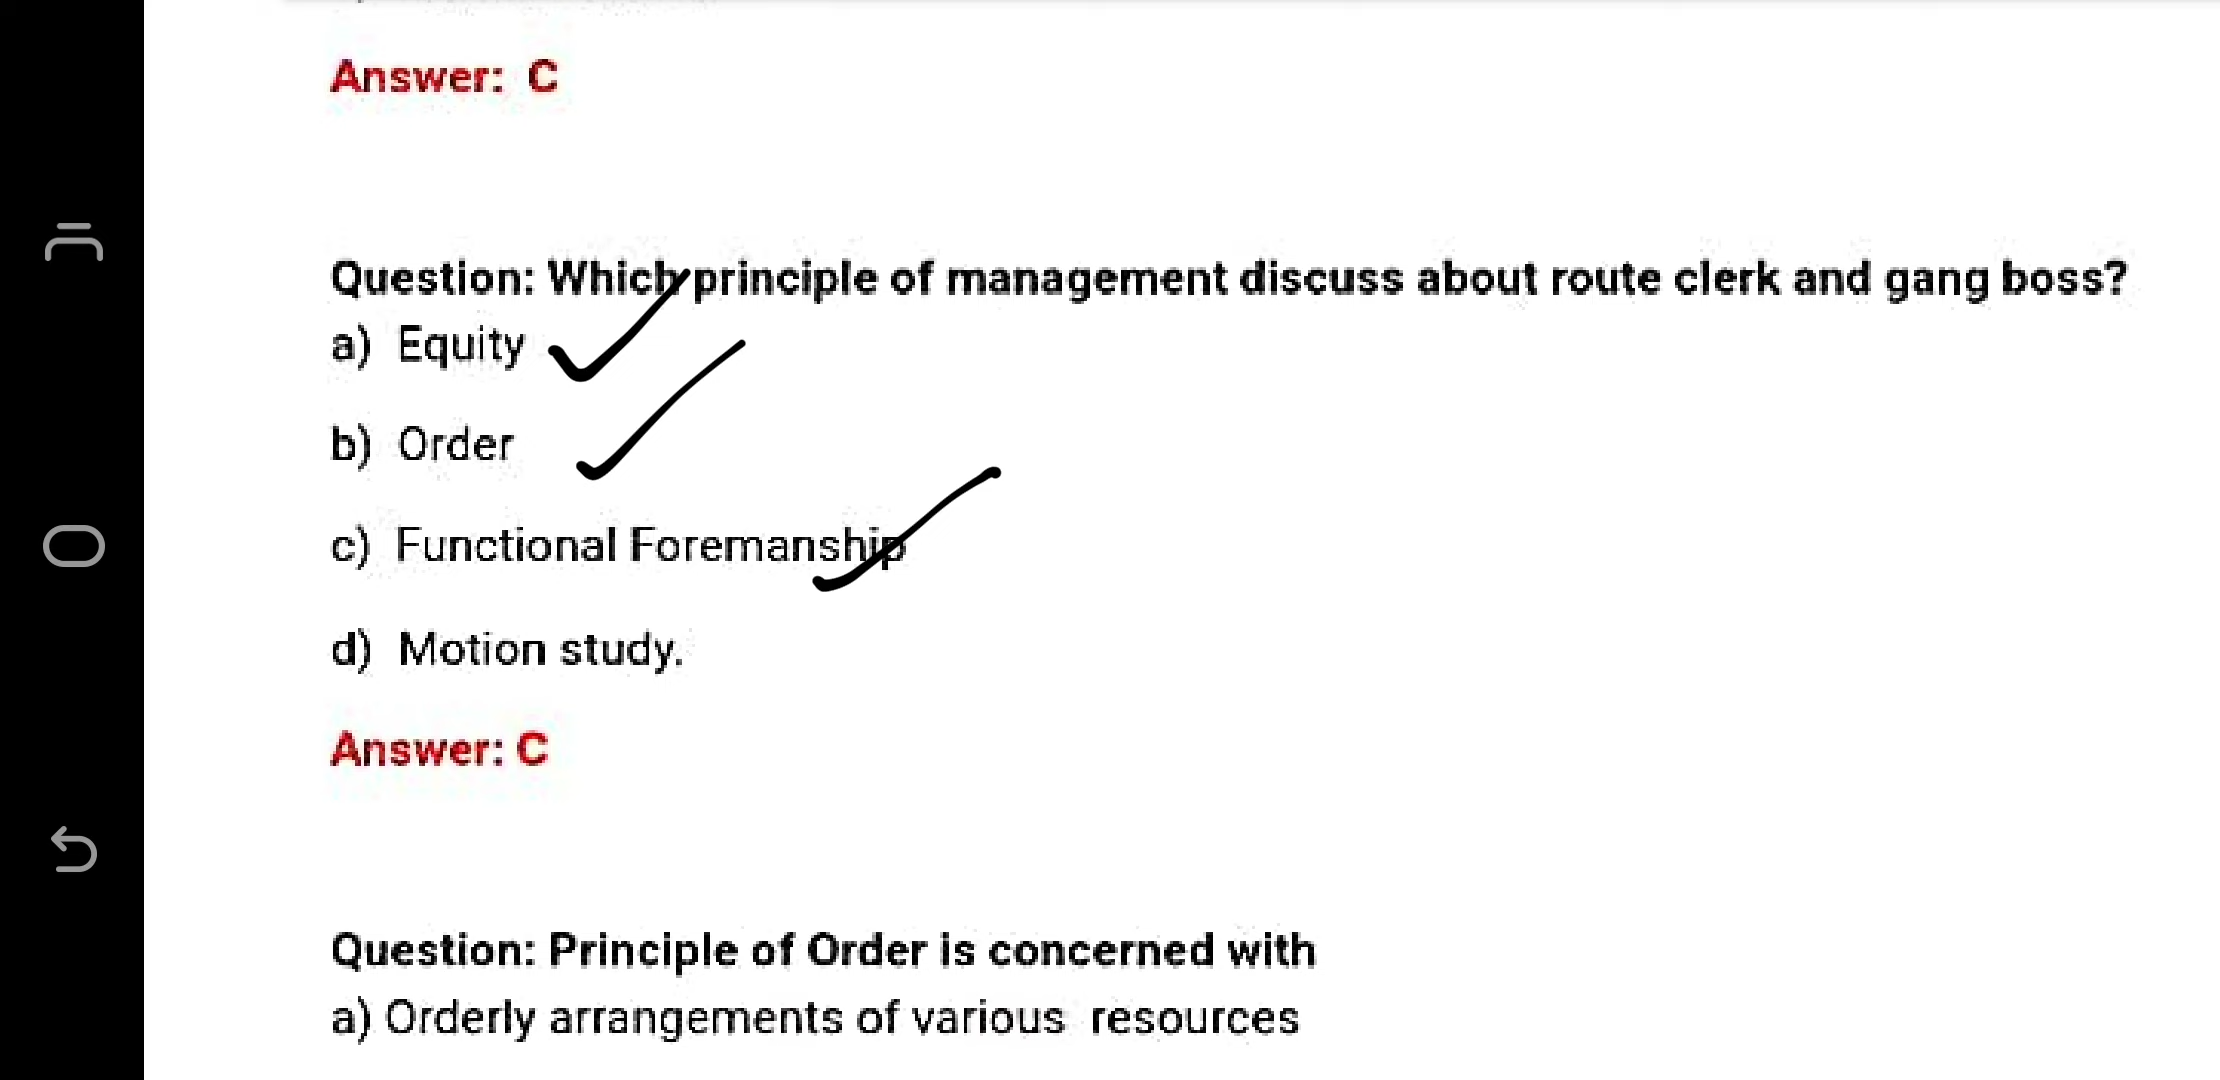 Answer: C
Question: Which principle of management discuss about route clerk and gang boss?
a) Equity
b) Order
c) Functional Foremanship
d) Motion study.
Answer: C
Question: Principle of Order is concerned with
a) Orderly arrangements of various resources